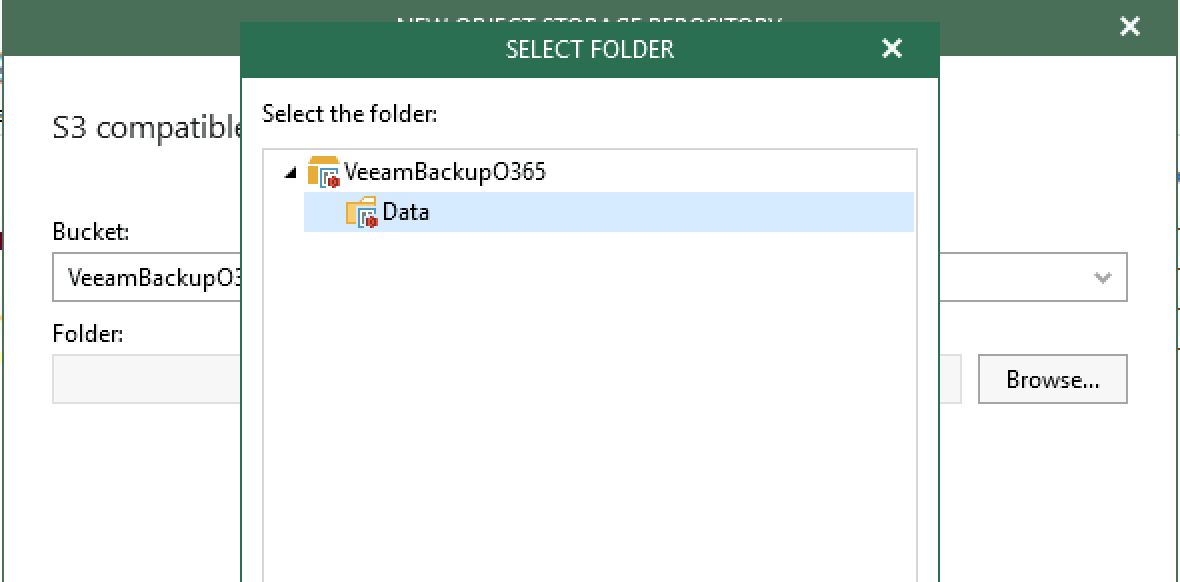 NEW OBJECT STORAGE REPOSITORY
SELECT FOLDER
Select the folder:
S3 compatible
VeeamBackupO365
Data
Bucket:
VeeamBackupO3
Folder:
Browse...